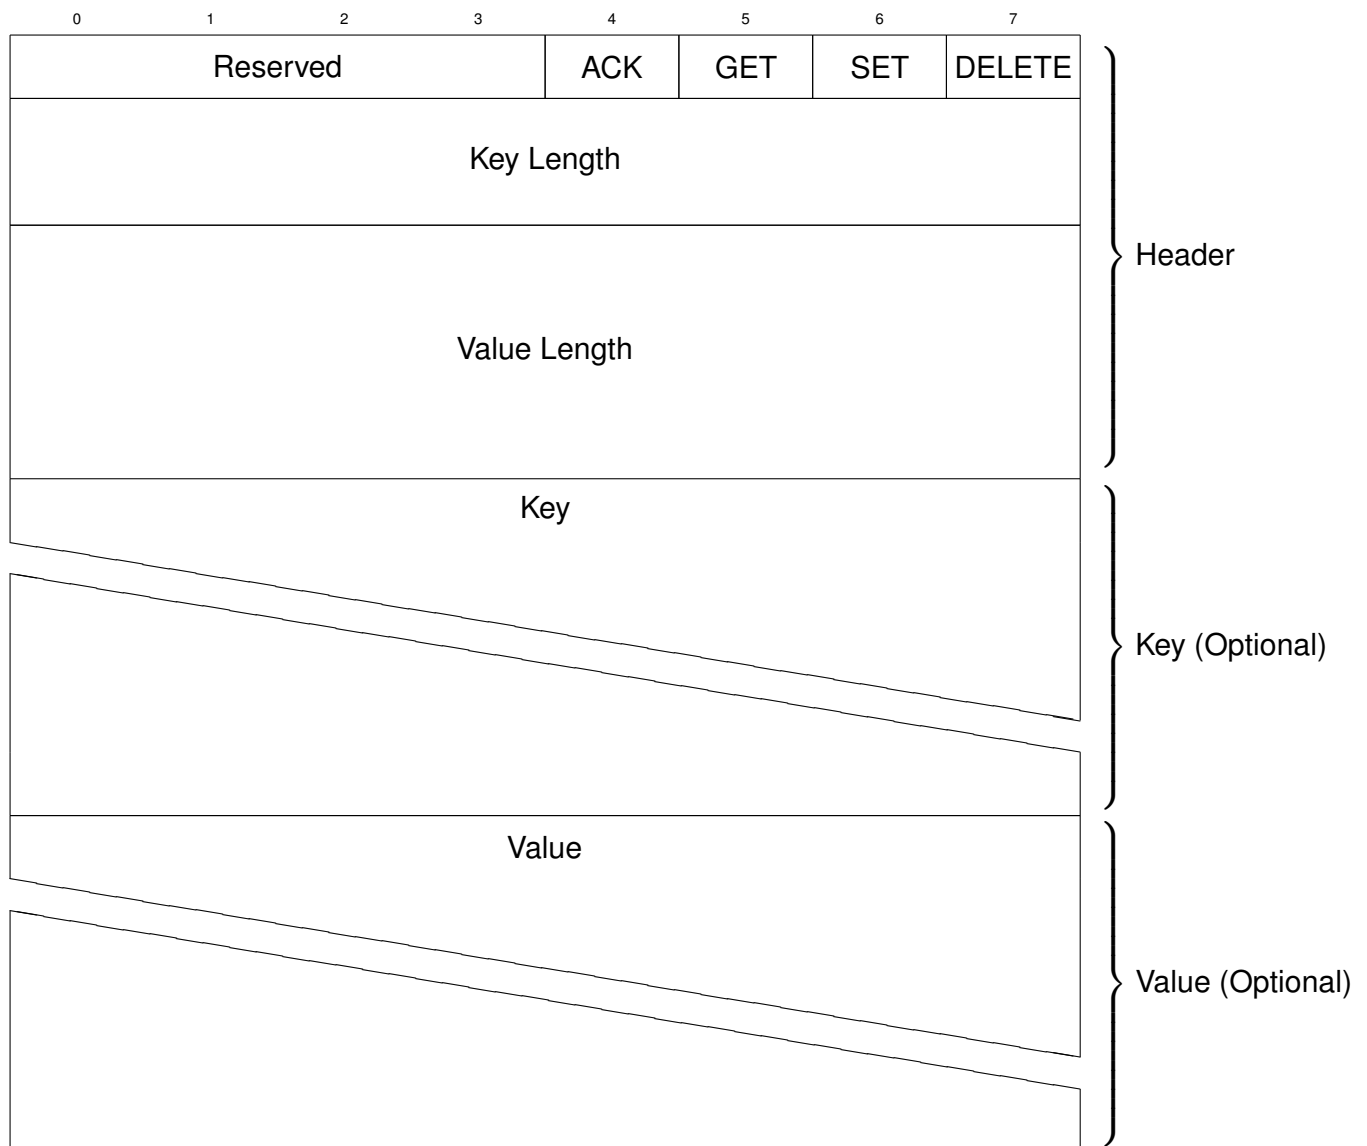 0 1 2 3 4 5 6 7
Reserved ACK GET SET DELETE
Key Length
Header
Value Length
Key
Key (Optional)
Value
Value (Optional)